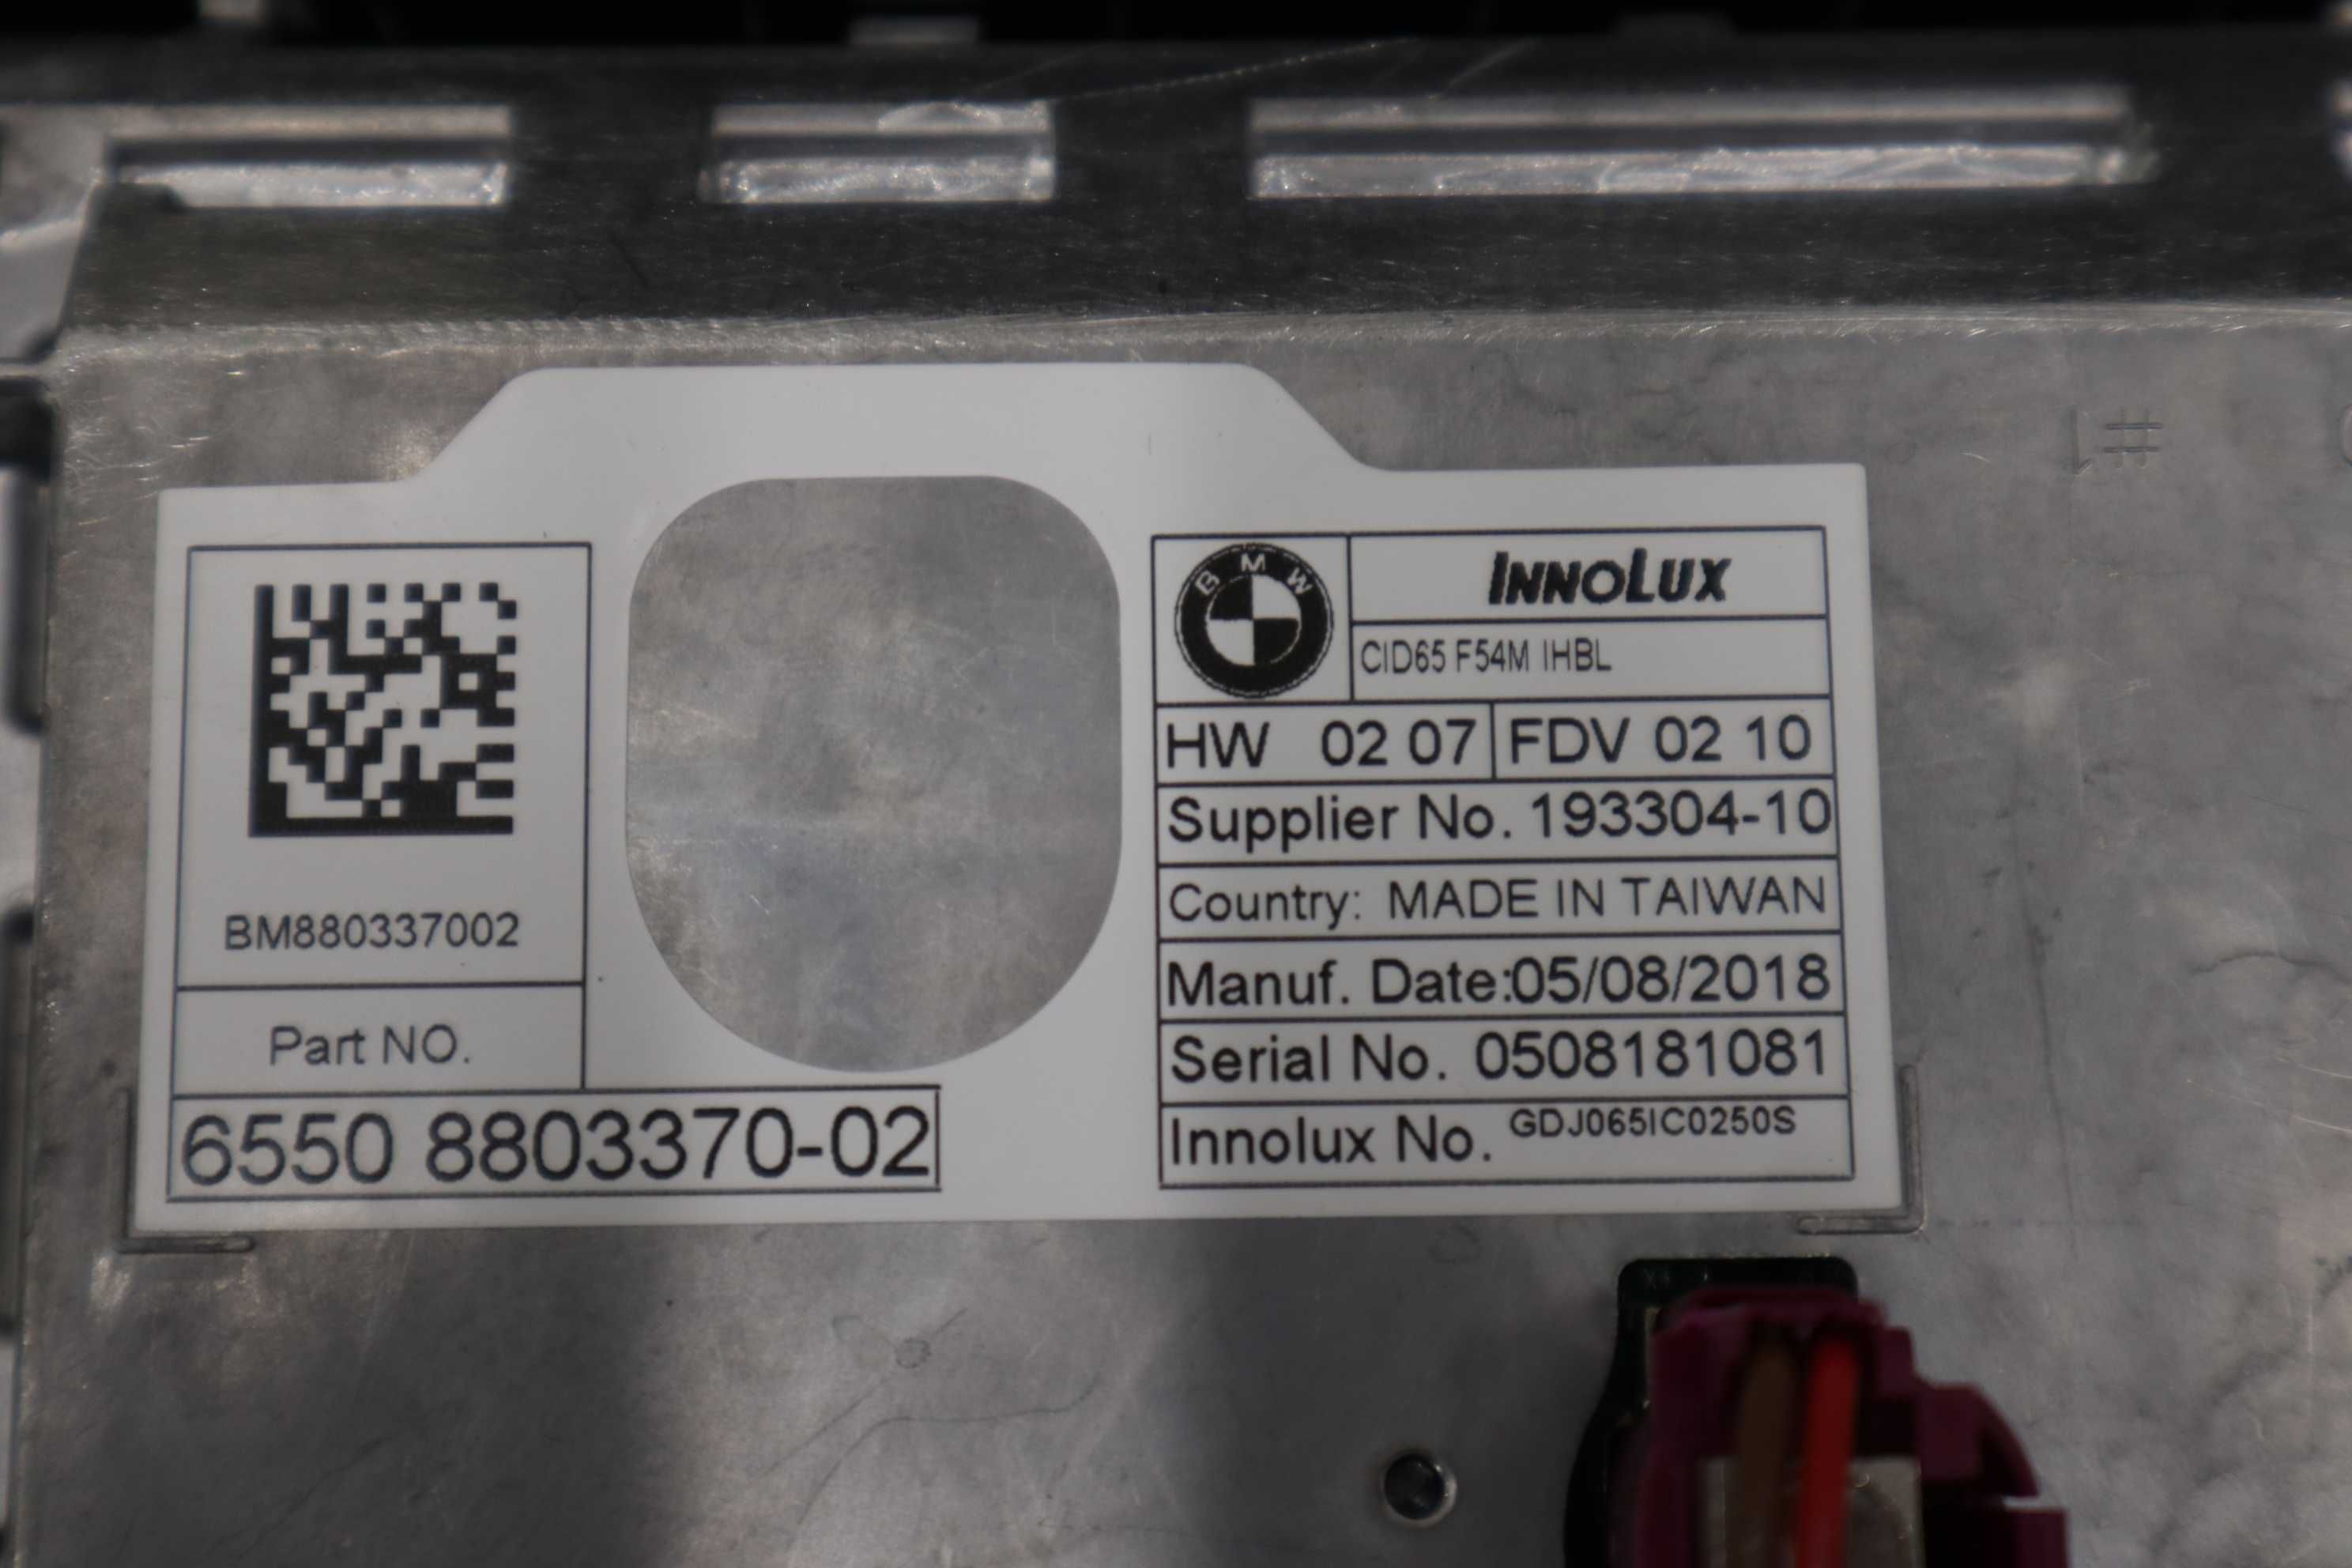 #1
BM880337002
Part NO.
6550 8803370-02
BMW
INNOLUX
CID65 F54M IHBL
HW 02 07 FDV 02 10
Supplier No. 193304-10
Country: MADE IN TAIWAN
Manuf. Date:05/08/2018
Serial No. 0508181081
Innolux No. GDJ065IC0250S